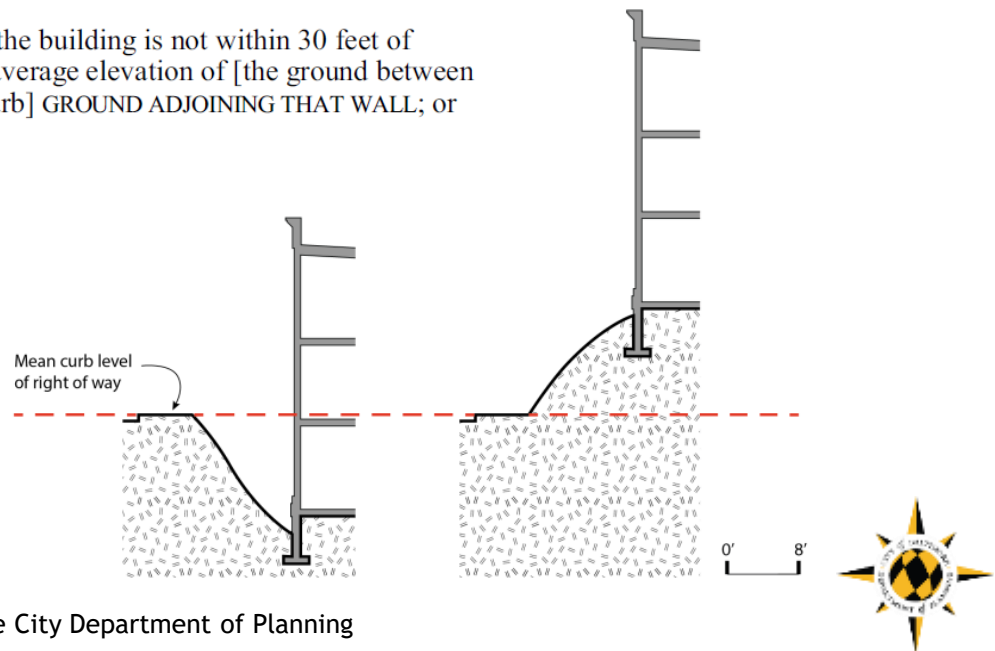 the building is not within 30 feet of
verage elevation of [the ground between
rb] GROUND ADJOINING THAT WALL; or
Mean curb level
of right of way
0' 8'
e City Department of Planning